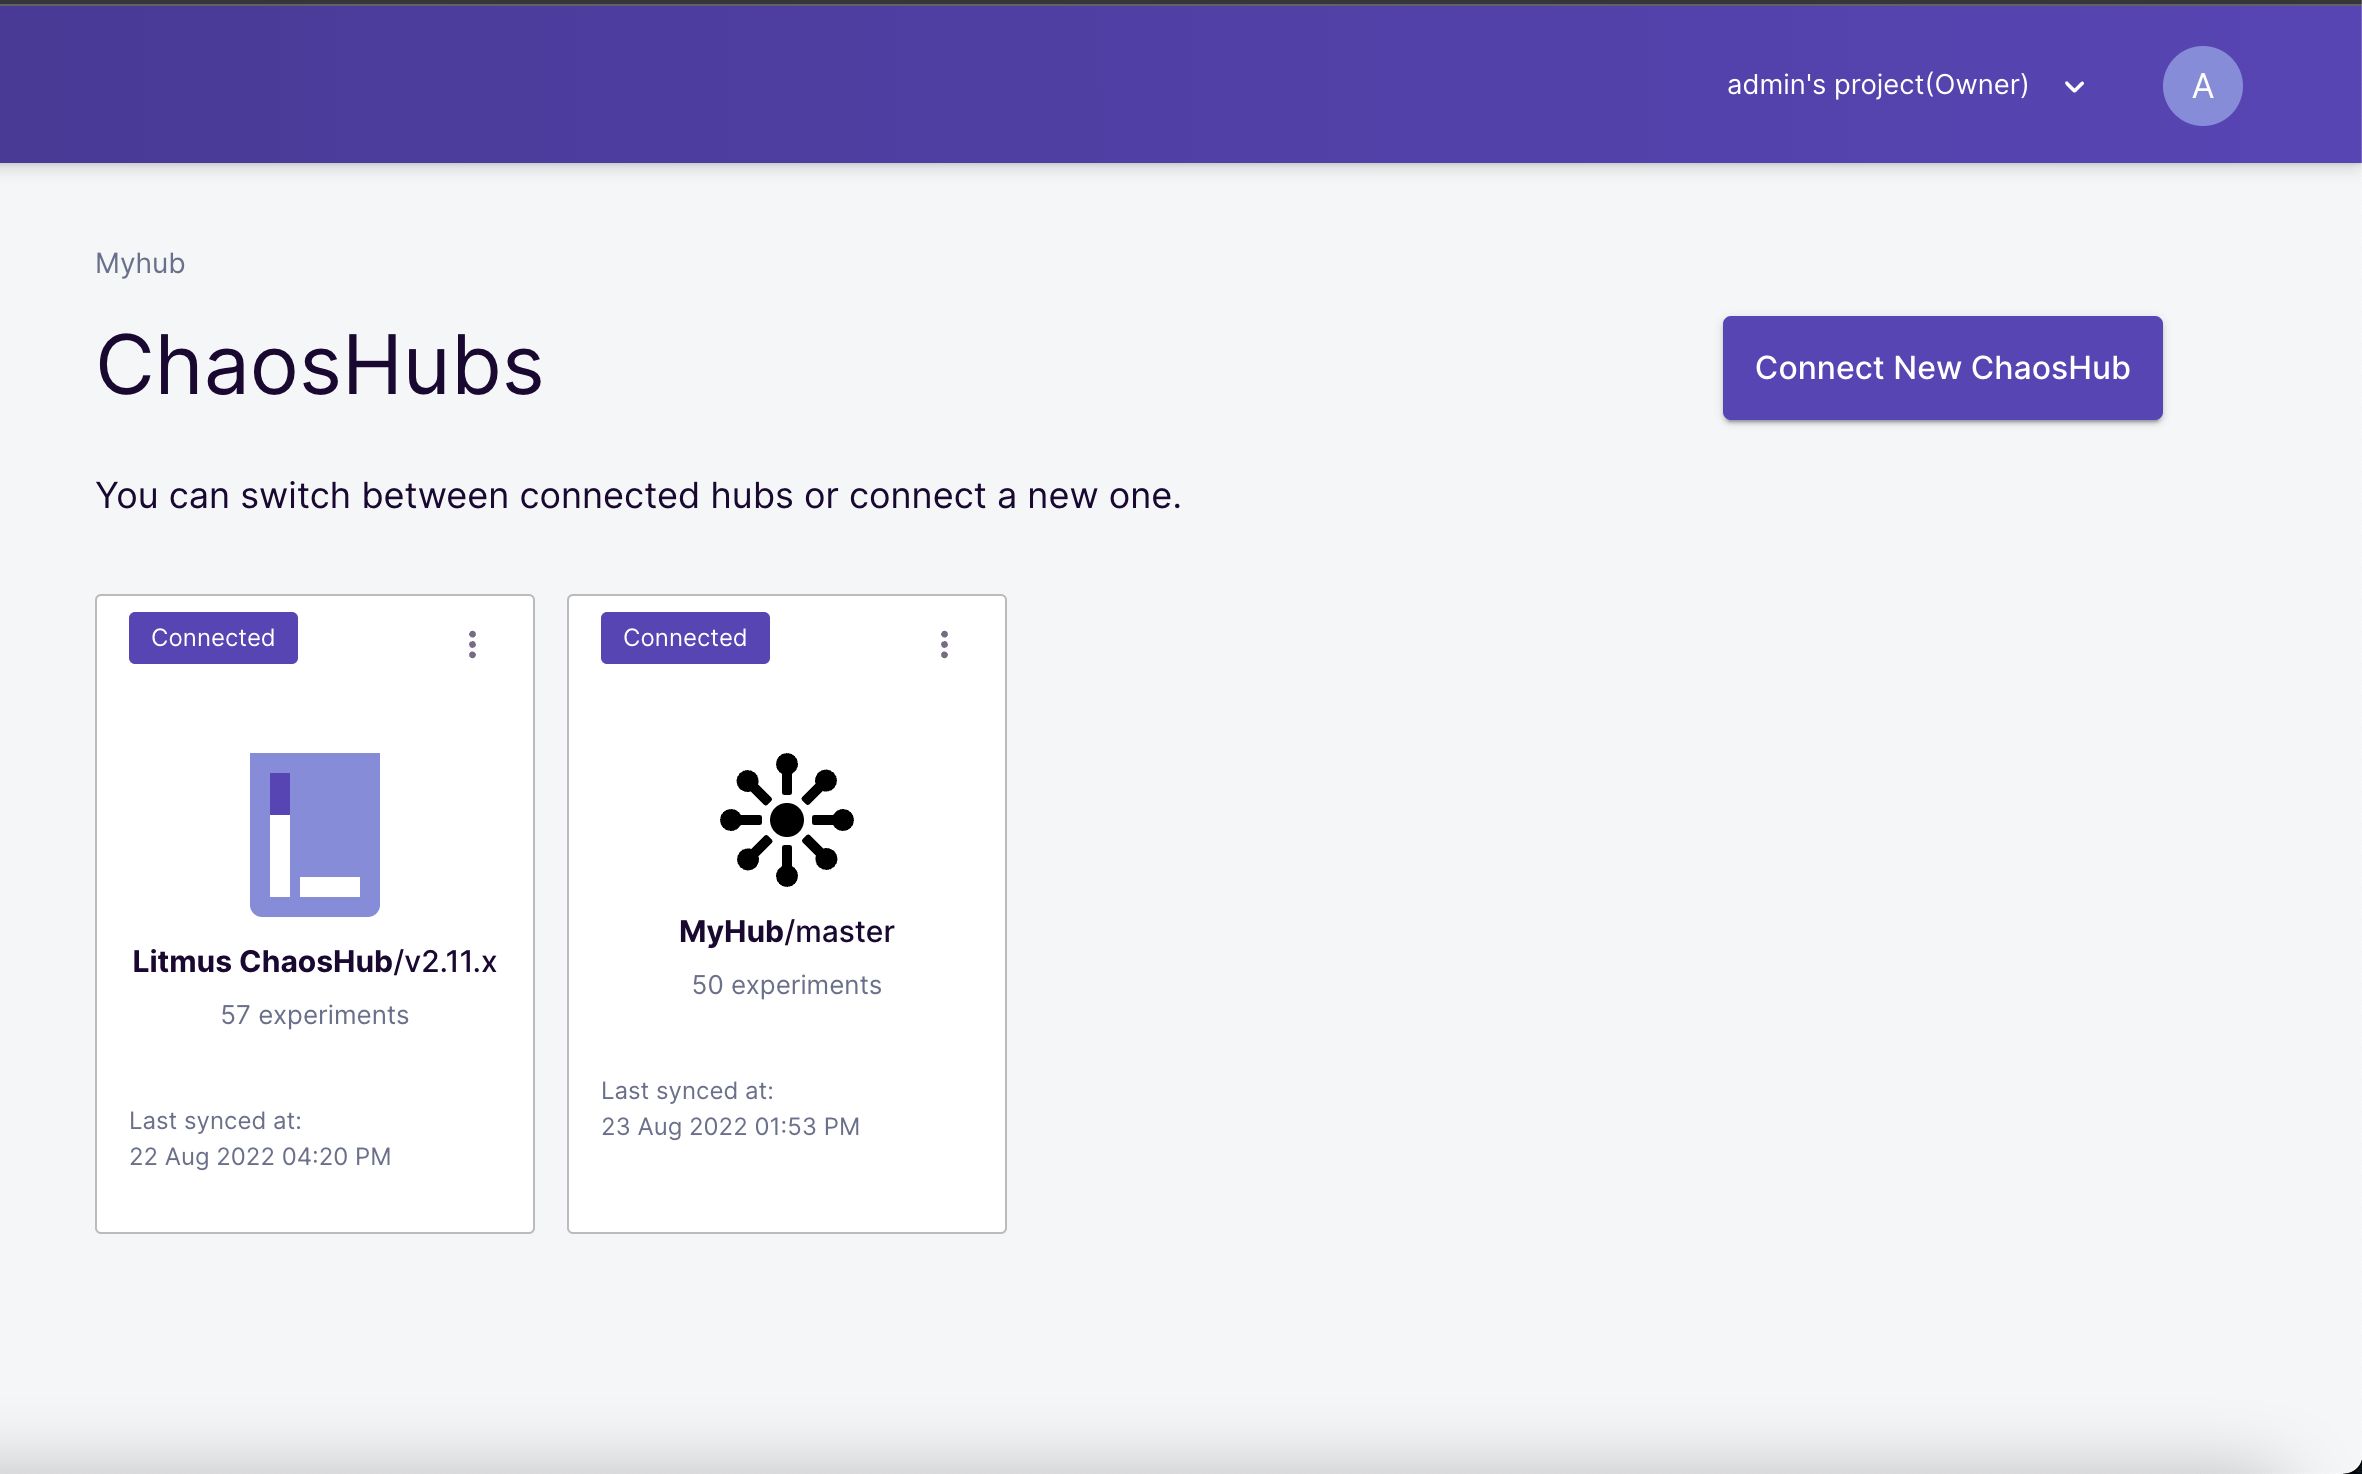 admin's project(Owner)
A
Myhub
ChaosHubs
Connect New ChaosHub
You can switch between connected hubs or connect a new one.
Connected
Litmus ChaosHub/v2.11.x
57 experiments
Last synced at:
22 Aug 2022 04:20 PM
Connected
MyHub/master
50 experiments
Last synced at:
23 Aug 2022 01:53 PM